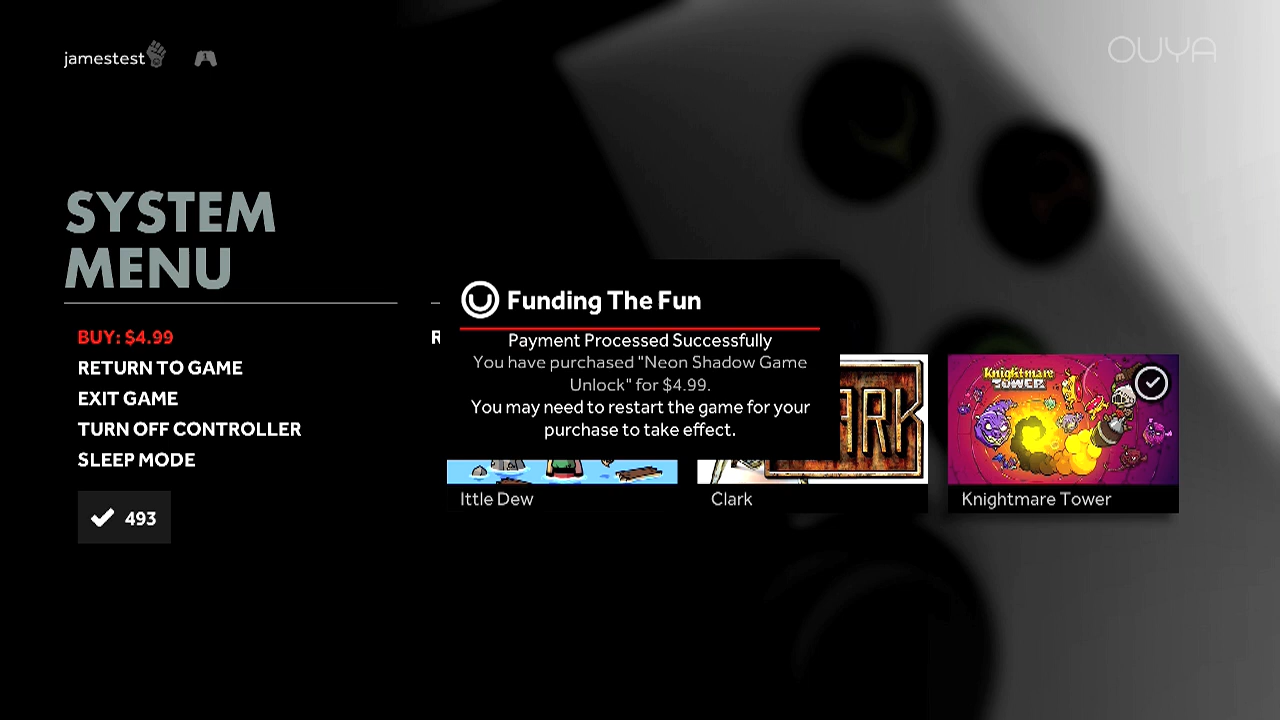 jamestest
OUYA
SYSTEM
MENU
BUY: $4.99
RETURN TO GAME
EXIT GAME
TURN OFF CONTROLLER
SLEEP MODE
493
Funding The Fun
Payment Processed Successfully
You have purchased "Neon Shadow Game
Unlock" for $4.99.
You may need to restart the game for your
purchase to take effect.
Knightmare
TOWER
Ittle Dew
Clark
Knightmare Tower